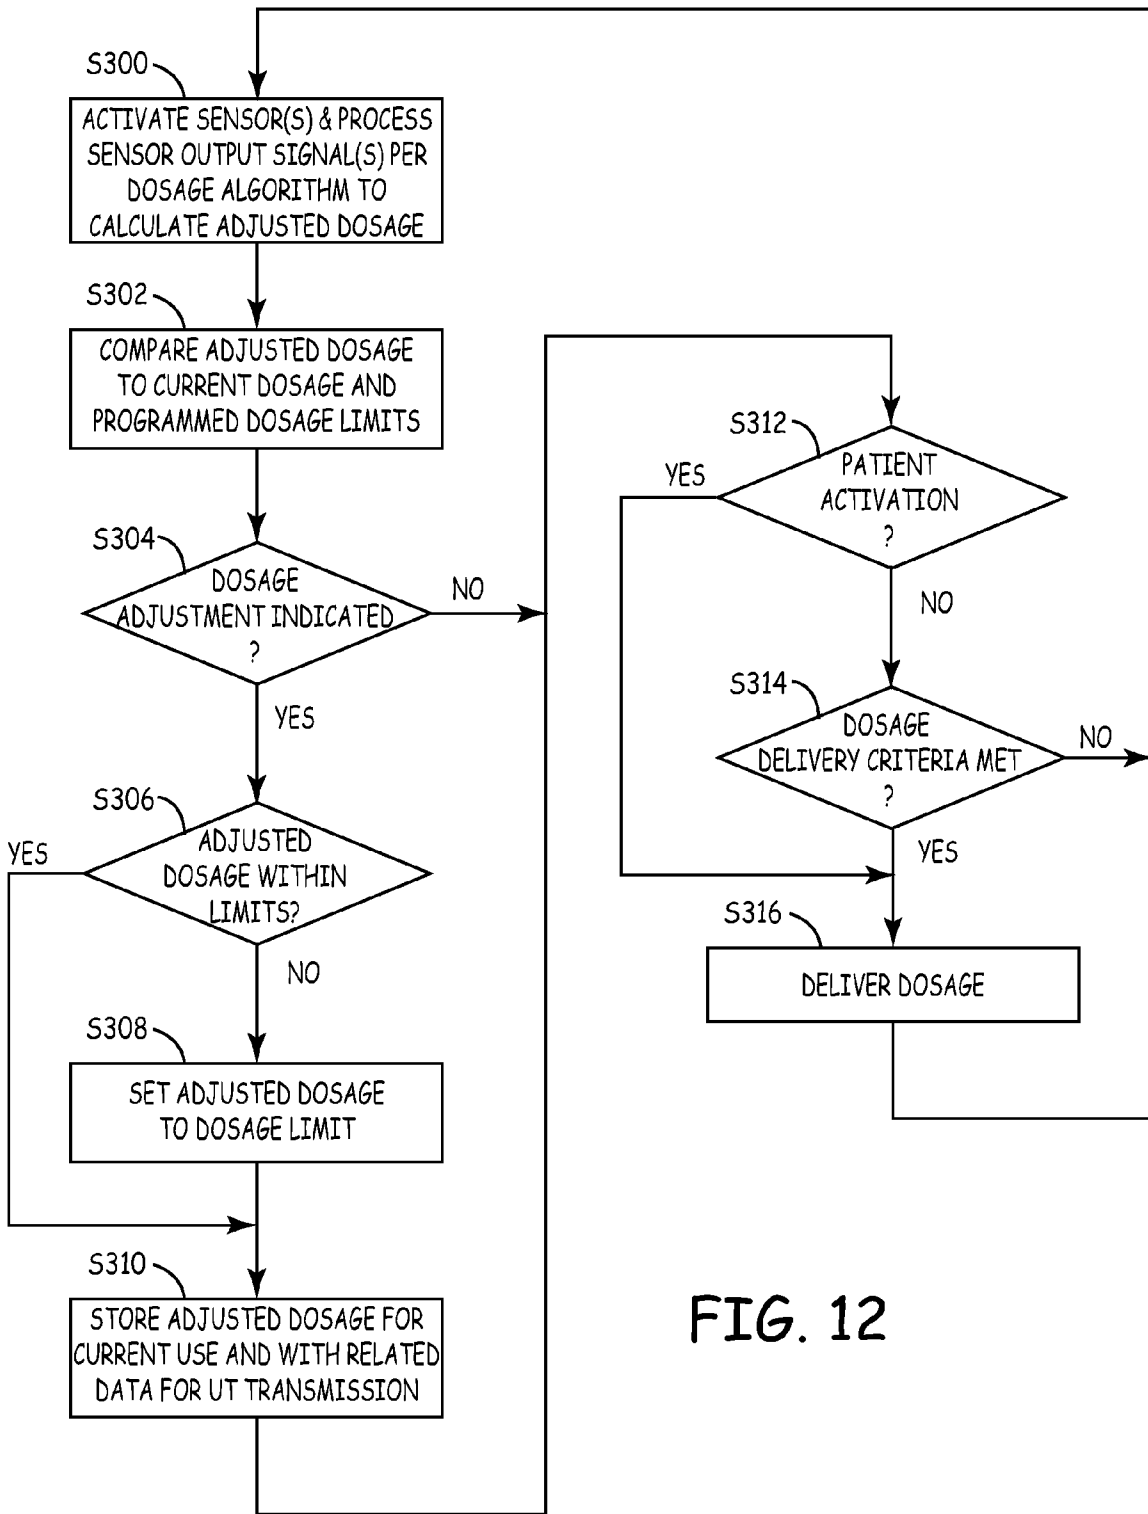 S300
ACTIVATE SENSOR(S) & PROCESS
SENSOR OUTPUT SIGNAL(S) PER
DOSAGE ALGORITHM TO
CALCULATE ADJUSTED DOSAGE
S302
COMPARE ADJUSTED DOSAGE
TO CURRENT DOSAGE AND
PROGRAMMED DOSAGE LIMITS
S304
DOSAGE
ADJUSTMENT INDICATED
?
NO
YES
S306
ADJUSTED
DOSAGE WITHIN
LIMITS?
YES
NO
S308
SET ADJUSTED DOSAGE
TO DOSAGE LIMIT
S310
STORE ADJUSTED DOSAGE FOR
CURRENT USE AND WITH RELATED
DATA FOR UT TRANSMISSION
S312
PATIENT
ACTIVATION
?
YES
NO
S314
DOSAGE
DELIVERY CRITERIA MET
?
NO
YES
S316
DELIVER DOSAGE
FIG. 12